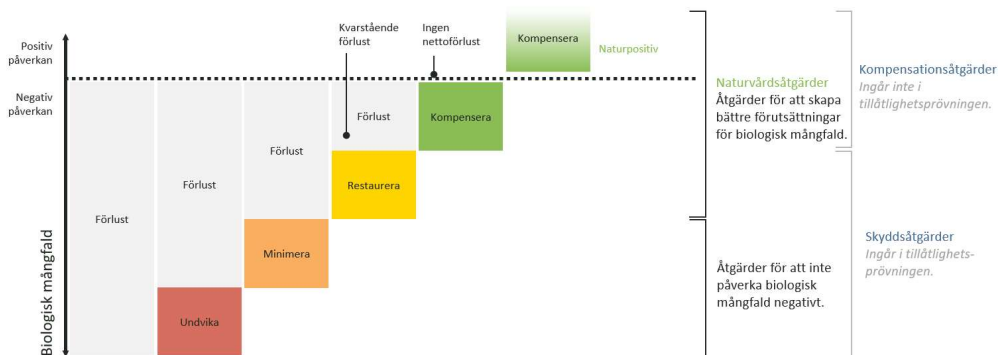 Positiv
påverkan
Negativ
påverkan
Biologisk mångfald
Kvarstående
förlust
Ingen
nettoförlust
Kompensera
Naturpositiv
Förlust
Förlust
Förlust
Förlust
Kompensera
Restaurera
Minimera
Undvika
Naturvårdsåtgärder
Åtgärder för att skapa
bättre förutsättningar
för biologisk mångfald.
Åtgärder för att inte
påverka biologisk
mångfald negativt.
Kompensationsåtgärder
Ingår inte i
tillåtlighetsprövningen.
Skyddsåtgärder
Ingår i tillåtlighets-
prövningen.